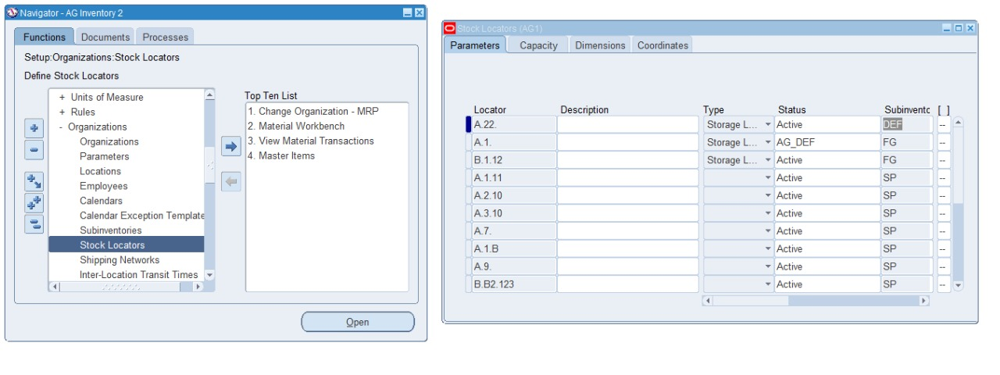 Navigator - AG Inventory 2
Functions Documents Processes
Setup:Organizations:Stock Locators
Define Stock Locators
+ Units of Measure
+ Rules
- Organizations
Organizations
Parameters
Locations
Employees
Calendars
Calendar Exception Template
Subinventories
Stock Locators
Shipping Networks
Inter-Location Transit Times
Top Ten List
1. Change Organization - MRP
2. Material Workbench
3. View Material Transactions
4. Master Items
Open
Stock Locators (AG1)
Parameters Capacity Dimensions Coordinates
Locator Description Type Status Subinventc [ ]
A.22. Storage L... Active DEF --
A.1. Storage L... AG_DEF FG --
B.1.12 Storage L... Active FG --
A.1.11 Active SP --
A.2.10 Active SP --
A.3.10 Active SP --
A.7. Active SP --
A.1.B Active SP --
A.9. Active SP --
B.B2.123 Active SP --